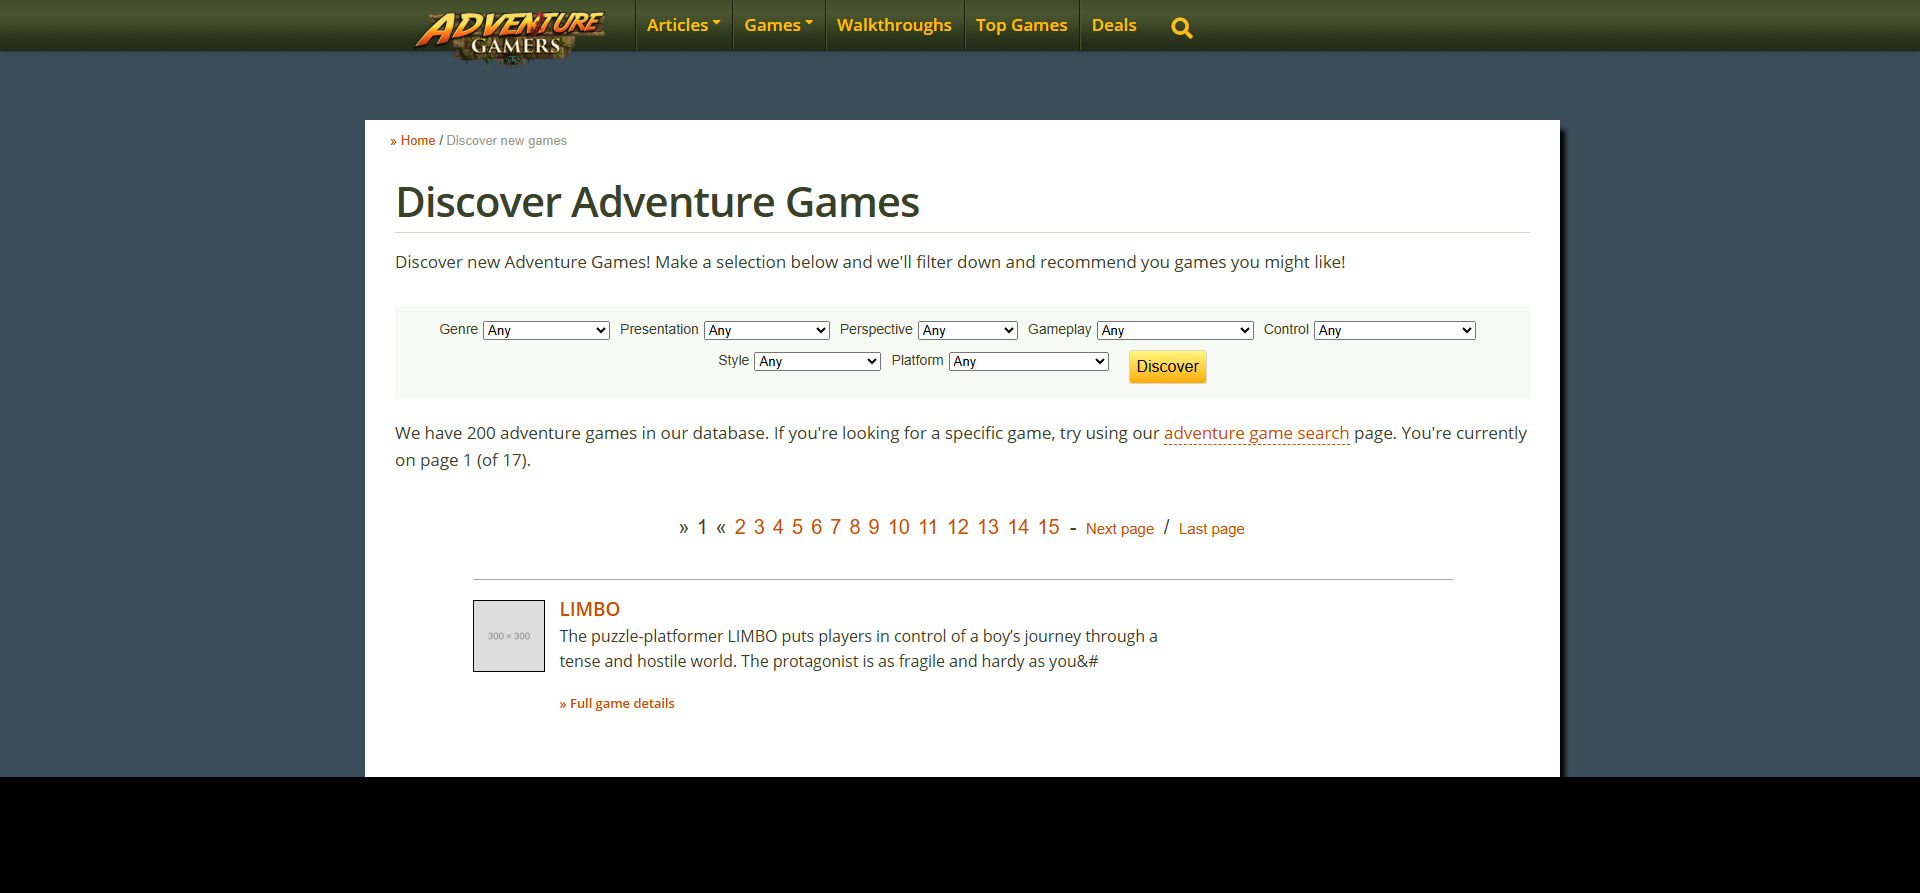 ADVENTURE GAMERS
Articles Games Walkthroughs Top Games Deals
» Home / Discover new games
Discover Adventure Games
Discover new Adventure Games! Make a selection below and we'll filter down and recommend you games you might like!
Genre Any Presentation Any Perspective Any Gameplay Any Control Any
Style Any Platform Any Discover
We have 200 adventure games in our database. If you're looking for a specific game, try using our adventure game search page. You're currently
on page 1 (of 17).
» 1 « 2 3 4 5 6 7 8 9 10 11 12 13 14 15 - Next page / Last page
300 × 300
LIMBO
The puzzle-platformer LIMBO puts players in control of a boy’s journey through a
tense and hostile world. The protagonist is as fragile and hardy as you&#
» Full game details